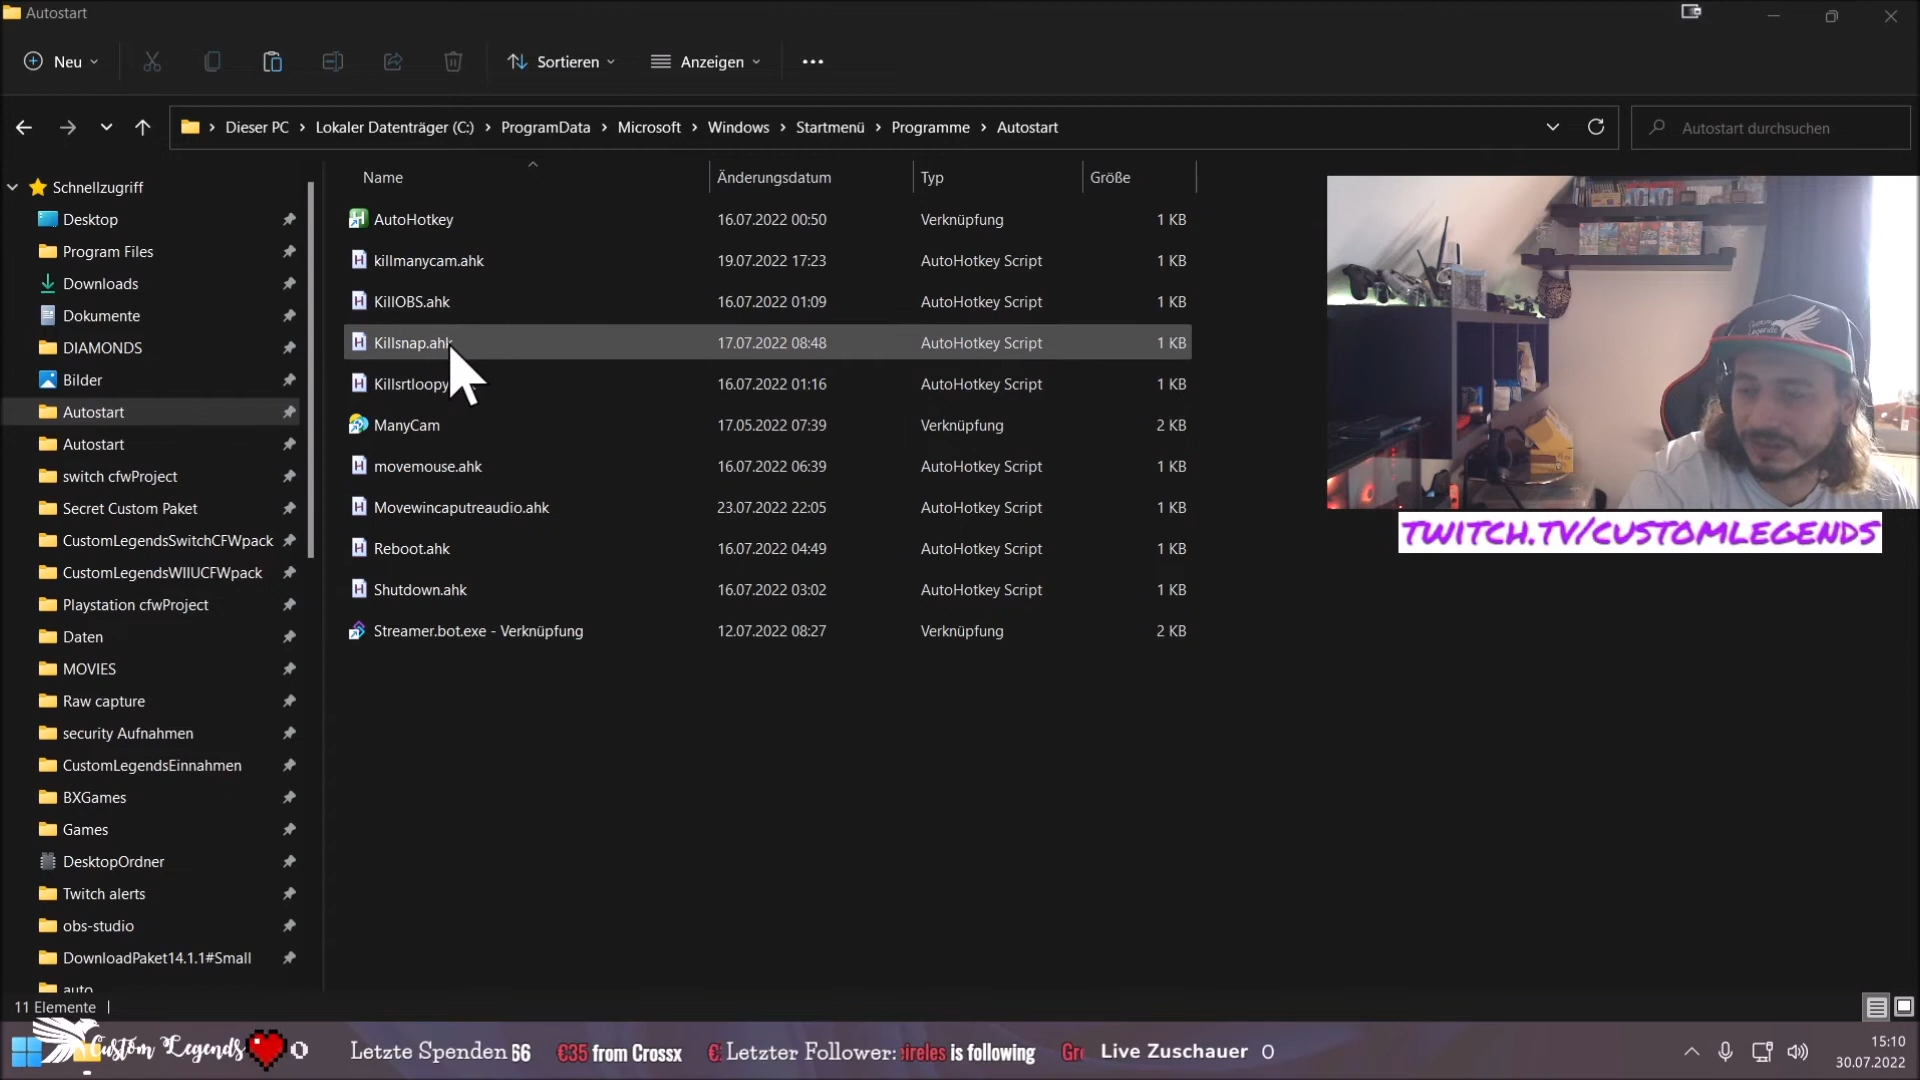 Autostart
Neu
Sortieren
Anzeigen
Dieser PC > Lokaler Datenträger (C:) > ProgramData > Microsoft > Windows > Startmenü > Programme > Autostart
Autostart durchsuchen
Schnellzugriff
Desktop
Program Files
Downloads
Dokumente
DIAMONDS
Bilder
Autostart
Autostart
switch cfwProject
Secret Custom Paket
CustomLegendsSwitchCFWpack
CustomLegendsWIIUCFWpack
Playstation cfwProject
Daten
MOVIES
Raw capture
security Aufnahmen
CustomLegendsEinnahmen
BXGames
Games
DesktopOrdner
Twitch alerts
obs-studio
DownloadPaket14.1.1#Small
auto
Name Änderungsdatum Typ Größe
AutoHotkey 16.07.2022 00:50 Verknüpfung 1 KB
killmanycam.ahk 19.07.2022 17:23 AutoHotkey Script 1 KB
KillOBS.ahk 16.07.2022 01:09 AutoHotkey Script 1 KB
Killsnap.ahk 17.07.2022 08:48 AutoHotkey Script 1 KB
Killsrtloopy 16.07.2022 01:16 AutoHotkey Script 1 KB
ManyCam 17.05.2022 07:39 Verknüpfung 2 KB
movemouse.ahk 16.07.2022 06:39 AutoHotkey Script 1 KB
Movewincaputreaudio.ahk 23.07.2022 22:05 AutoHotkey Script 1 KB
Reboot.ahk 16.07.2022 04:49 AutoHotkey Script 1 KB
Shutdown.ahk 16.07.2022 03:02 AutoHotkey Script 1 KB
Streamer.bot.exe - Verknüpfung 12.07.2022 08:27 Verknüpfung 2 KB
TWITCH.TV/CUSTOMLEGENDS
11 Elemente
Custom Legends 0
Letzte Spenden 66 €35 from Crossx €
Letzter Follower: ireles is following Gr
Live Zuschauer 0
15:10
30.07.2022